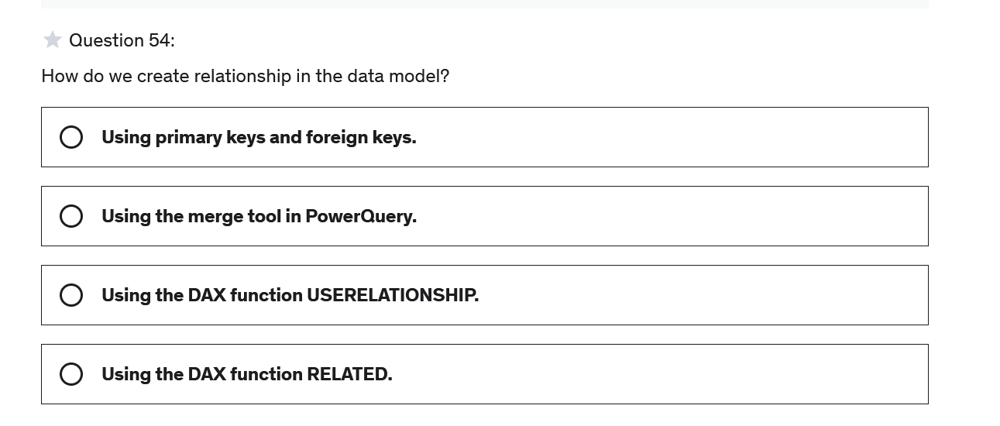 Question 54:
How do we create relationship in the data model?
Using primary keys and foreign keys.
Using the merge tool in PowerQuery.
Using the DAX function USERELATIONSHIP.
Using the DAX function RELATED.